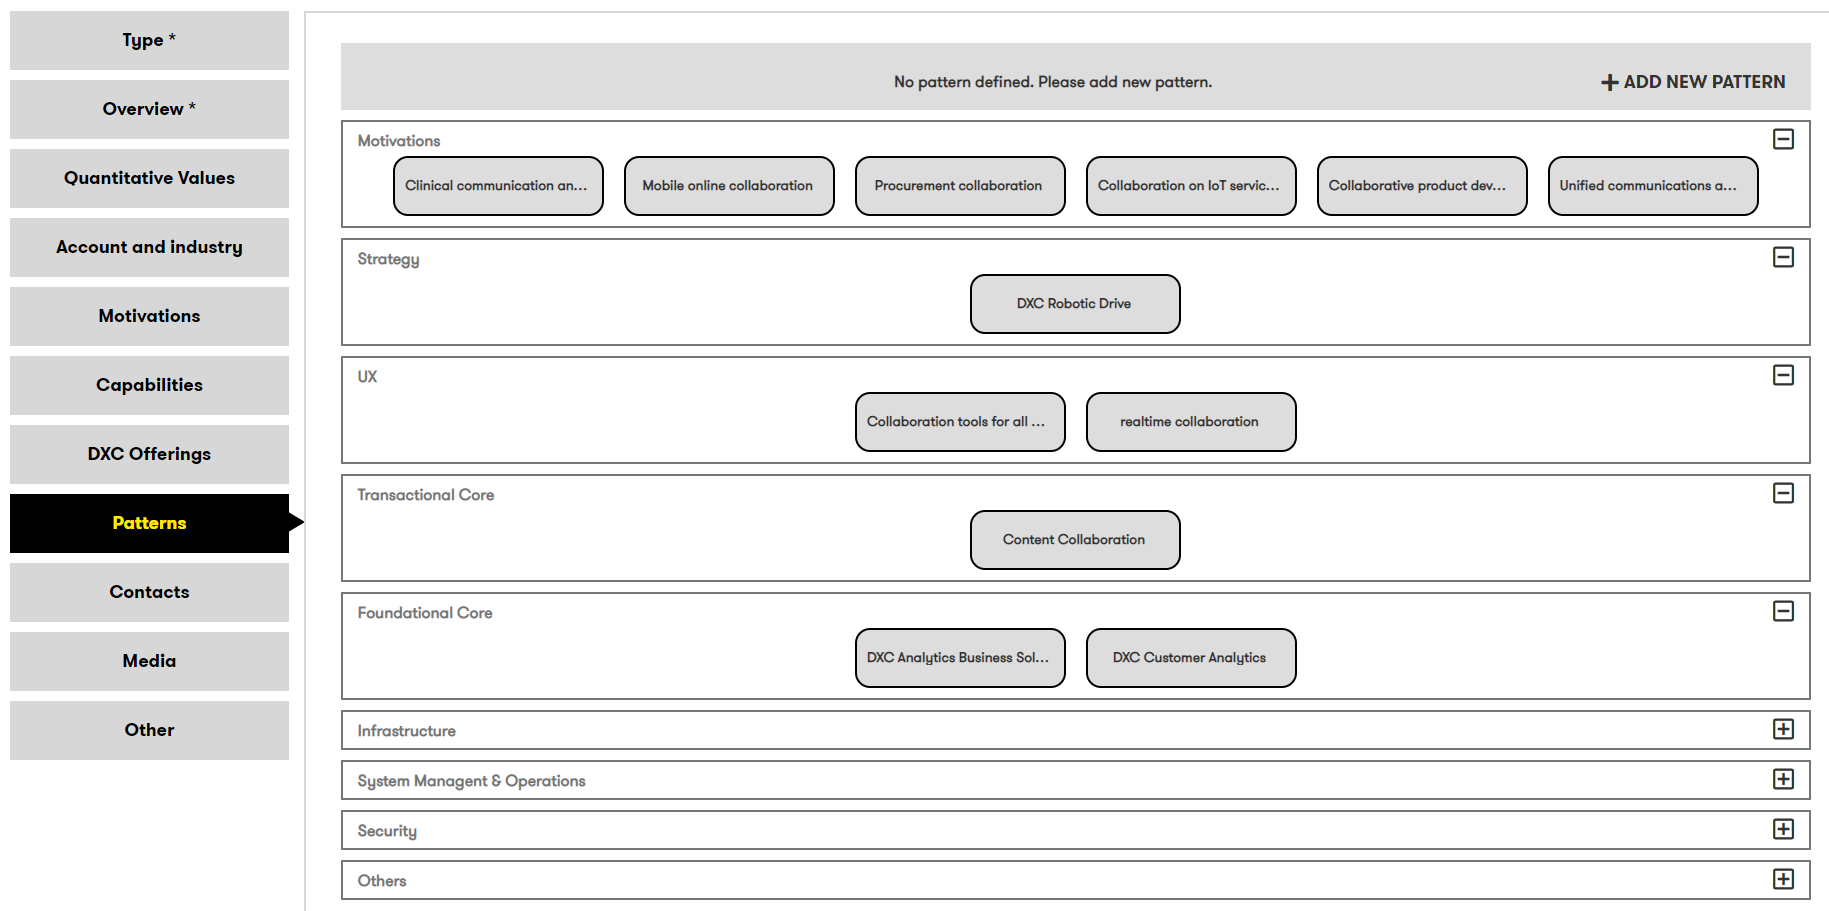 Type *
Overview *
Quantitative Values
Account and industry
Motivations
Capabilities
DXC Offerings
Patterns
Contacts
Media
Other
No pattern defined. Please add new pattern.
ADD NEW PATTERN
Motivations
Clinical communication an...
Mobile online collaboration
Procurement collaboration
Collaboration on IoT servic...
Collaborative product dev...
Unified communications a...
Strategy
DXC Robotic Drive
UX
Collaboration tools for all ...
realtime collaboration
Transactional Core
Content Collaboration
Foundational Core
DXC Analytics Business Sol...
DXC Customer Analytics
Infrastructure
System Managent & Operations
Security
Others